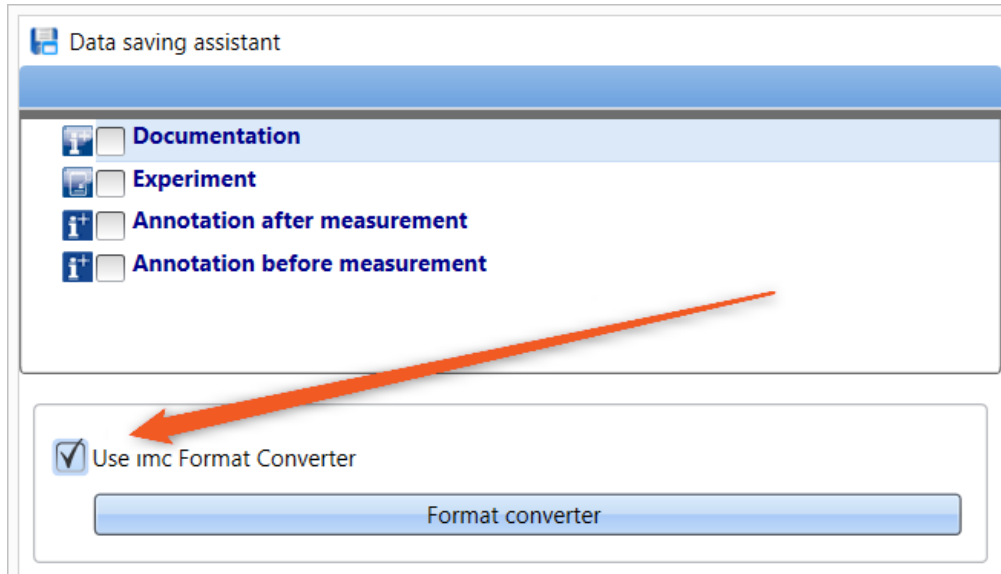 Data saving assistant
Documentation
Experiment
Annotation after measurement
Annotation before measurement
Use imc Format Converter
Format converter